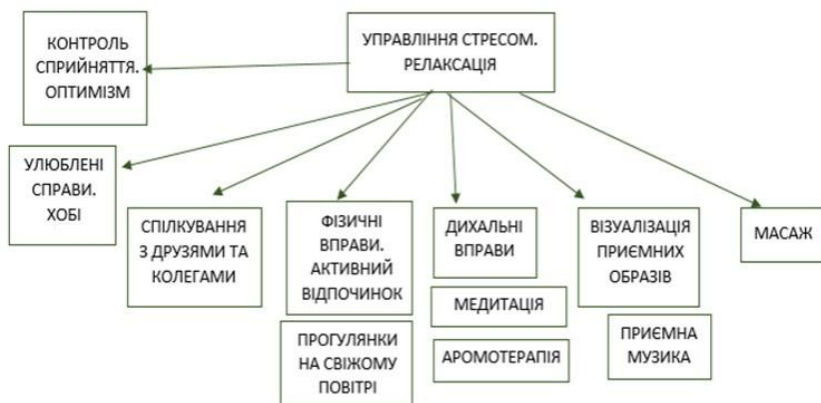 КОНТРОЛЬ
СПРИЙНЯТТЯ.
ОПТИМІЗМ
УПРАВЛІННЯ СТРЕСОМ.
РЕЛАКСАЦІЯ
УЛЮБЛЕНІ
СПРАВИ.
ХОБІ
СПІЛКУВАННЯ
З ДРУЗЯМИ ТА
КОЛЕГАМИ
ФІЗИЧНІ
ВПРАВИ.
АКТИВНИЙ
ВІДПОЧИНОК
ДИХАЛЬНІ
ВПРАВИ
ВІЗУАЛІЗАЦІЯ
ПРИЄМНИХ
ОБРАЗІВ
МАСАЖ
МЕДИТАЦІЯ
ПРОГУЛЯНКИ
НА СВІЖОМУ
ПОВІТРІ
АРОМОТЕРАПІЯ
ПРИЄМНА
МУЗИКА